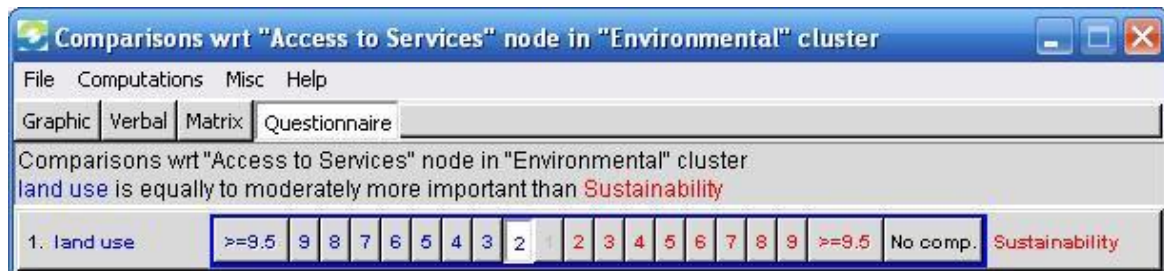 Comparisons wrt "Access to Services" node in "Environmental" cluster
File Computations Misc Help
Graphic Verbal Matrix Questionnaire
Comparisons wrt "Access to Services" node in "Environmental" cluster
land use is equally to moderately more important than Sustainability
1. land use >=9.5 9 8 7 6 5 4 3 2 1 2 3 4 5 6 7 8 9 >=9.5 No comp. Sustainability